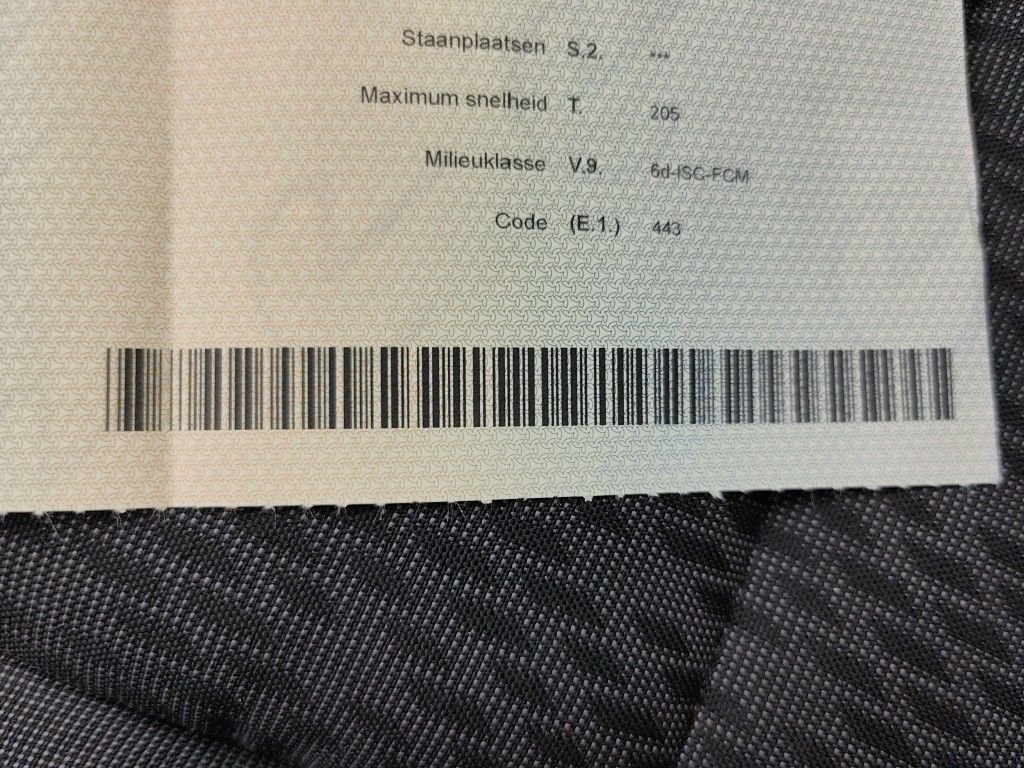 Staanplaatsen S.2. ***
Maximum snelheid T. 205
Milieuklasse V.9. 6d-ISC-FCM
Code (E.1.) 443